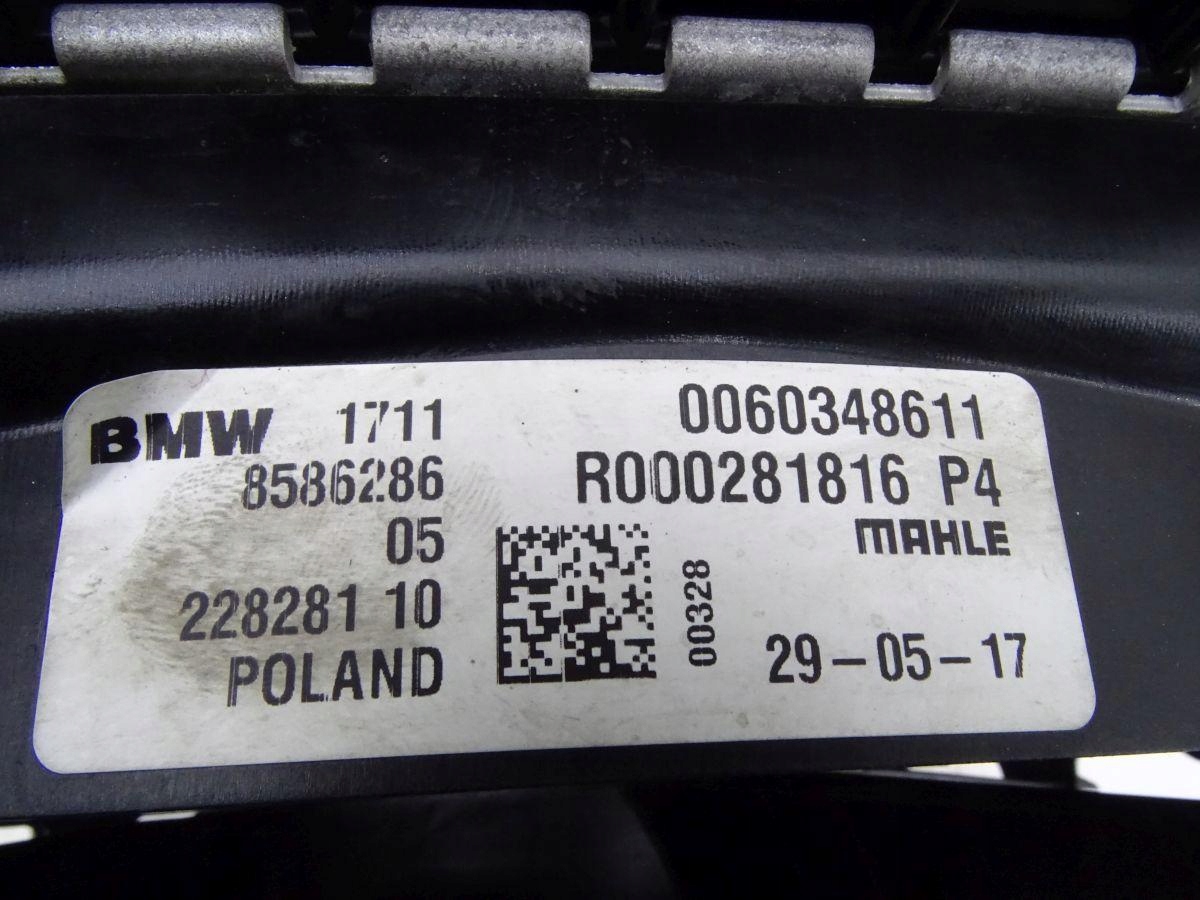 BMW 1711 0060348611
8586286 R000281816 P4
05 MAHLE
228281 10 00328
POLAND 29-05-17